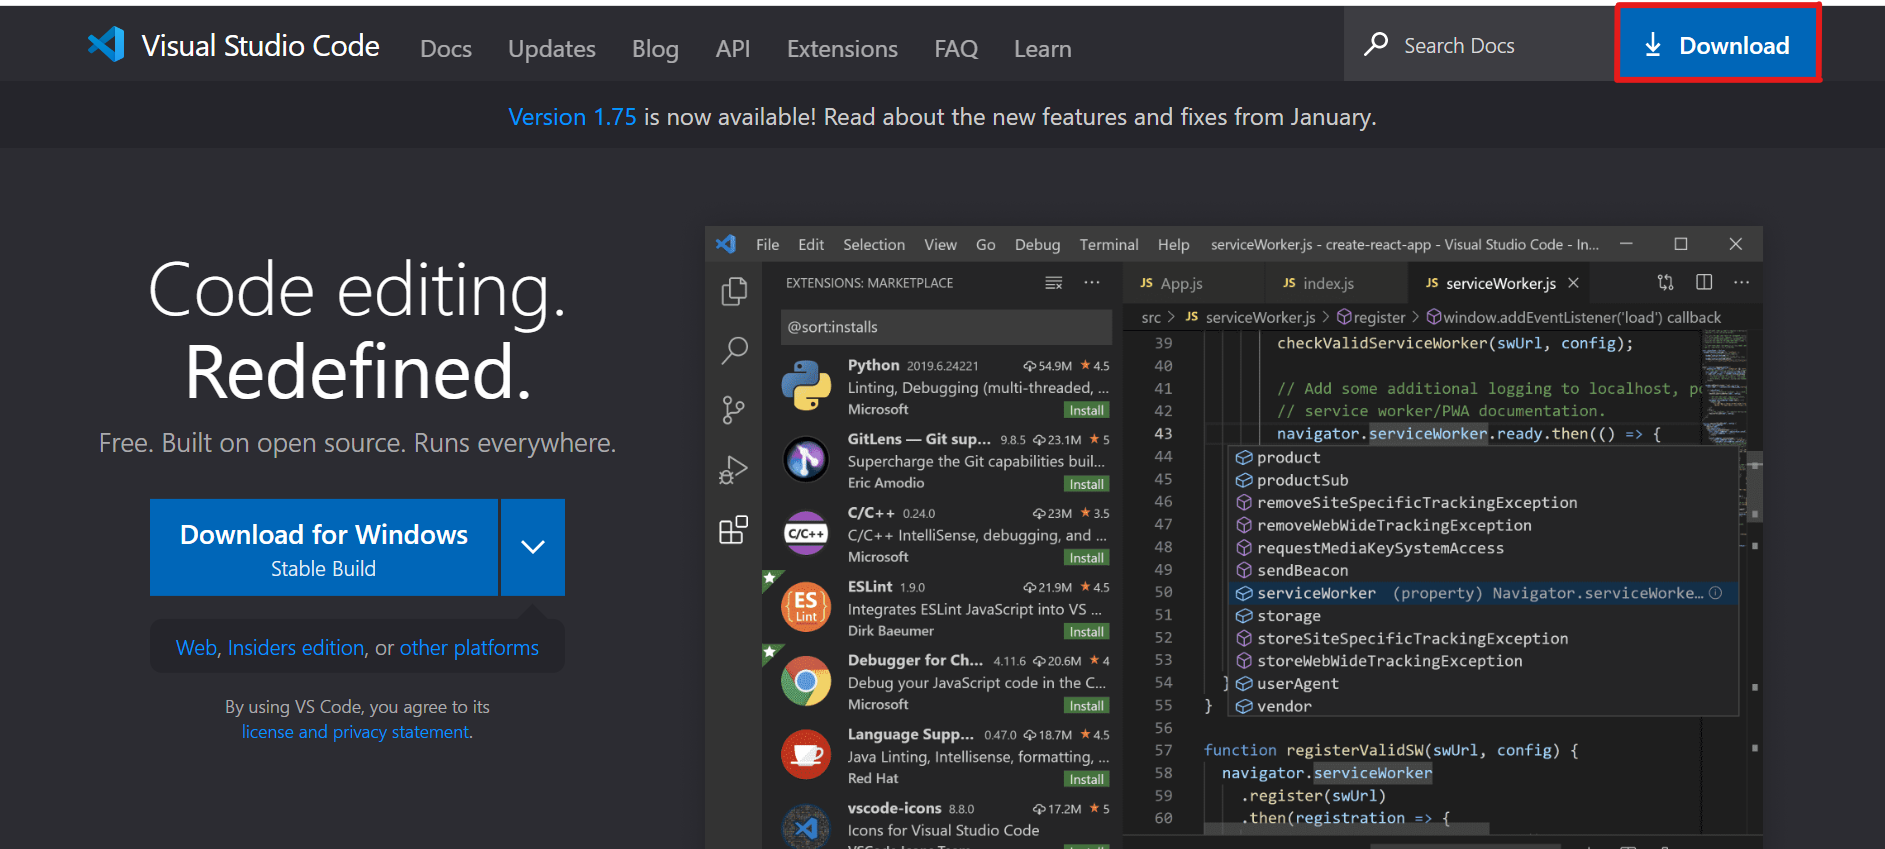 Visual Studio Code Docs Updates Blog API Extensions FAQ Learn Search Docs Download
Version 1.75 is now available! Read about the new features and fixes from January.
Code editing.
Redefined.
Free. Built on open source. Runs everywhere.
Download for Windows
Stable Build
Web, Insiders edition, or other platforms
By using VS Code, you agree to its
license and privacy statement.
File Edit Selection View Go Debug Terminal Help serviceWorker.js - create-react-app - Visual Studio Code - In...
EXTENSIONS: MARKETPLACE
@sort:installs
Python 2019.6.24221 54.9M 4.5
Linting, Debugging (multi-threaded, ...
Microsoft Install
GitLens — Git sup... 9.8.5 23.1M 5
Supercharge the Git capabilities buil...
Eric Amodio Install
C/C++
C/C++ 0.24.0 23M 3.5
C/C++ IntelliSense, debugging, and ...
Microsoft Install
ES
Lint
ESLint 1.9.0 21.9M 4.5
Integrates ESLint JavaScript into VS ...
Dirk Baeumer Install
Debugger for Ch... 4.11.6 20.6M 4
Debug your JavaScript code in the C...
Microsoft Install
Language Supp... 0.47.0 18.7M 4.5
Java Linting, Intellisense, formatting, ...
Red Hat Install
vscode-icons 8.8.0 17.2M 5
Icons for Visual Studio Code
JS App.js JS index.js JS serviceWorker.js
src > JS serviceWorker.js > register > window.addEventListener('load') callback
39 checkValidServiceWorker(swUrl, config);
40
41 // Add some additional logging to localhost, po
42 // service worker/PWA documentation.
43 navigator.serviceWorker.ready.then(() => {
44 product
45 productSub
46 removeSiteSpecificTrackingException
47 removeWebWideTrackingException
48 requestMediaKeySystemAccess
49 sendBeacon
50 serviceWorker (property) Navigator.serviceWorke...
51 storage
52 storeSiteSpecificTrackingException
53 storeWebWideTrackingException
54 } userAgent
55 } vendor
56
57 function registerValidSW(swUrl, config) {
58 navigator.serviceWorker
59 .register(swUrl)
60 .then(registration => {